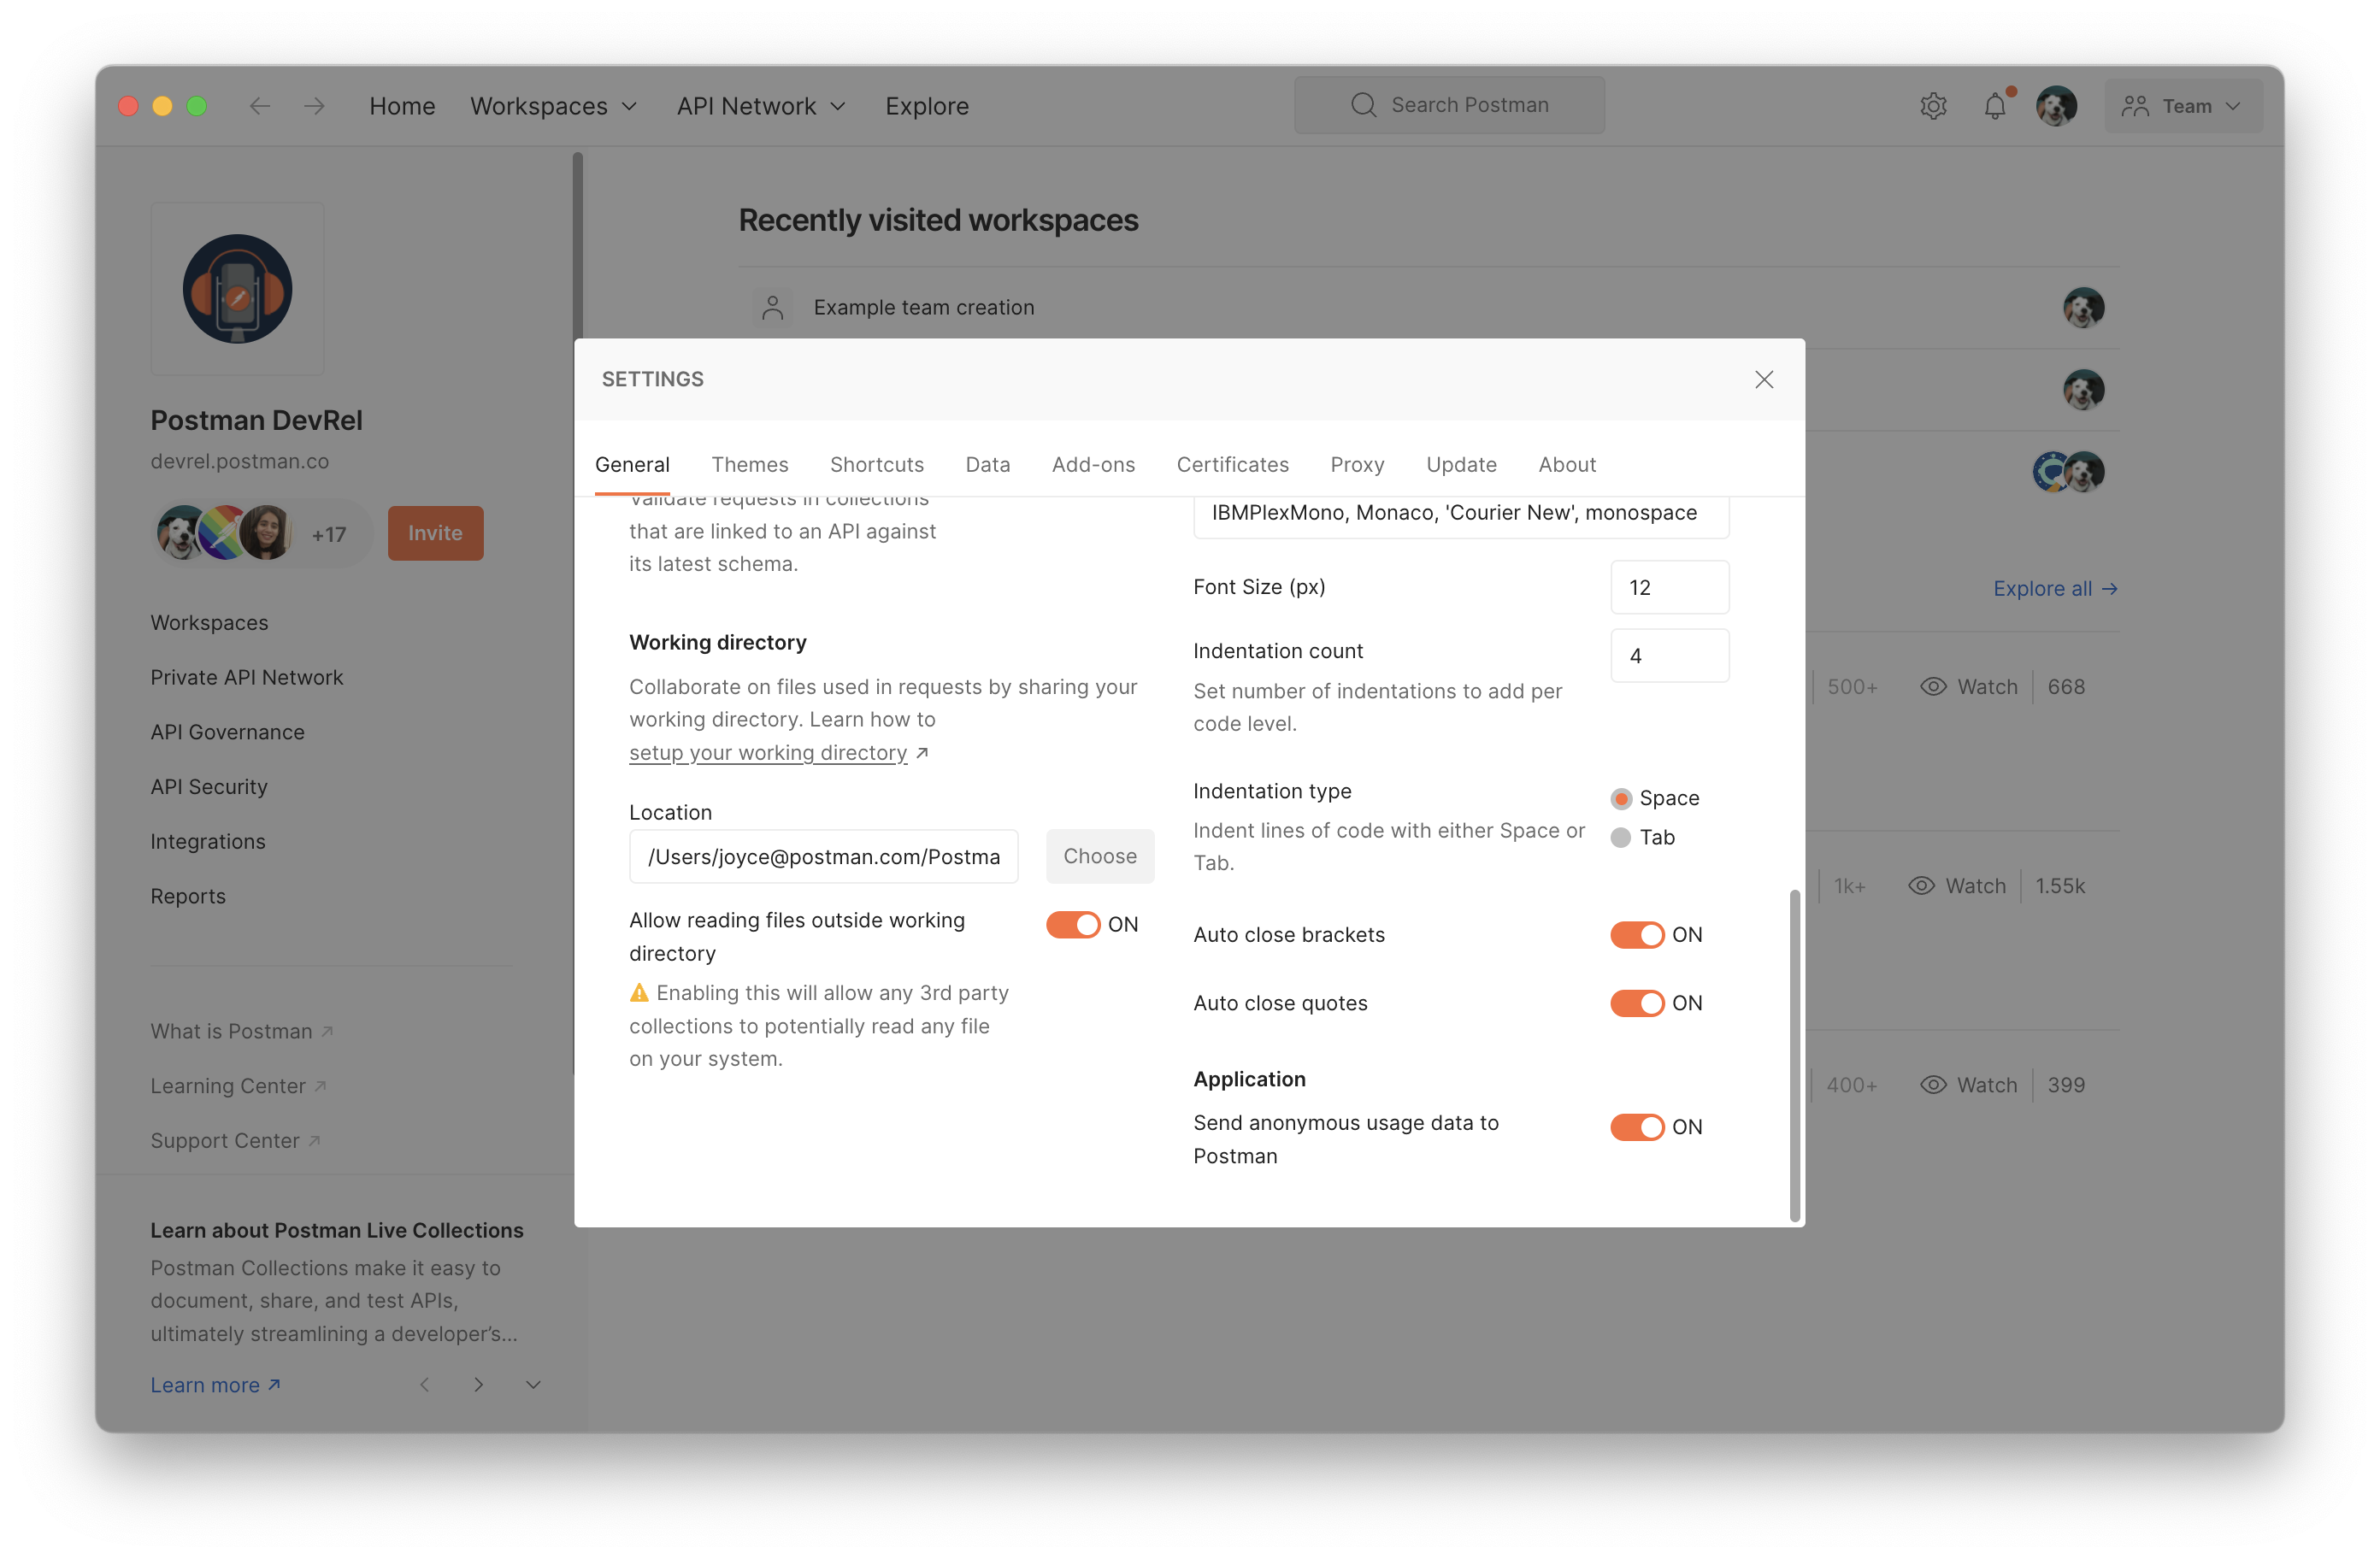 Home
Workspaces
API Network
Explore
Search Postman
Team
Postman DevRel
devrel.postman.co
+17
Invite
Workspaces
Private API Network
API Governance
API Security
Integrations
Reports
What is Postman
Learning Center
Support Center
Learn about Postman Live Collections
Postman Collections make it easy to
document, share, and test APIs,
ultimately streamlining a developer's...
Learn more
Recently visited workspaces
Example team creation
Explore all
500+
Watch
668
1k+
Watch
1.55k
400+
Watch
399
SETTINGS
General
Themes
Shortcuts
Data
Add-ons
Certificates
Proxy
Update
About
Validate requests in collections
that are linked to an API against
its latest schema.
Working directory
Collaborate on files used in requests by sharing your
working directory. Learn how to
setup your working directory
Location
/Users/joyce@postman.com/Postma
Choose
Allow reading files outside working
directory
ON
Enabling this will allow any 3rd party
collections to potentially read any file
on your system.
IBMPlexMono, Monaco, 'Courier New', monospace
Font Size (px)
12
Indentation count
4
Set number of indentations to add per
code level.
Indentation type
Space
Tab
Indent lines of code with either Space or
Tab.
Auto close brackets
ON
Auto close quotes
ON
Application
Send anonymous usage data to
Postman
ON